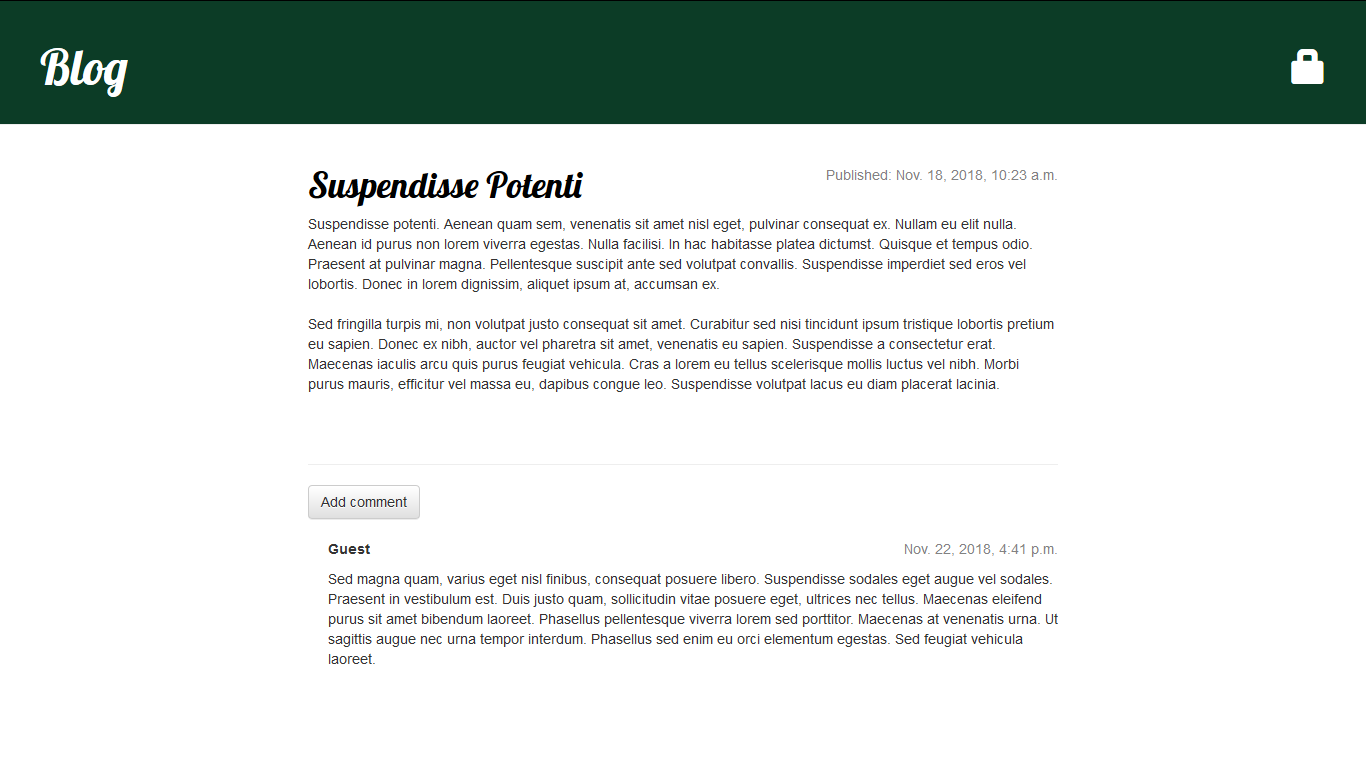 Blog
Suspendisse Potenti
Published: Nov. 18, 2018, 10:23 a.m.
Suspendisse potenti. Aenean quam sem, venenatis sit amet nisl eget, pulvinar consequat ex. Nullam eu elit nulla.
Aenean id purus non lorem viverra egestas. Nulla facilisi. In hac habitasse platea dictumst. Quisque et tempus odio.
Praesent at pulvinar magna. Pellentesque suscipit ante sed volutpat convallis. Suspendisse imperdiet sed eros vel
lobortis. Donec in lorem dignissim, aliquet ipsum at, accumsan ex.
Sed fringilla turpis mi, non volutpat justo consequat sit amet. Curabitur sed nisi tincidunt ipsum tristique lobortis pretium
eu sapien. Donec ex nibh, auctor vel pharetra sit amet, venenatis eu sapien. Suspendisse a consectetur erat.
Maecenas iaculis arcu quis purus feugiat vehicula. Cras a lorem eu tellus scelerisque mollis luctus vel nibh. Morbi
purus mauris, efficitur vel massa eu, dapibus congue leo. Suspendisse volutpat lacus eu diam placerat lacinia.
Add comment
Guest
Nov. 22, 2018, 4:41 p.m.
Sed magna quam, varius eget nisl finibus, consequat posuere libero. Suspendisse sodales eget augue vel sodales.
Praesent in vestibulum est. Duis justo quam, sollicitudin vitae posuere eget, ultrices nec tellus. Maecenas eleifend
purus sit amet bibendum laoreet. Phasellus pellentesque viverra lorem sed porttitor. Maecenas at venenatis urna. Ut
sagittis augue nec urna tempor interdum. Phasellus sed enim eu orci elementum egestas. Sed feugiat vehicula
laoreet.